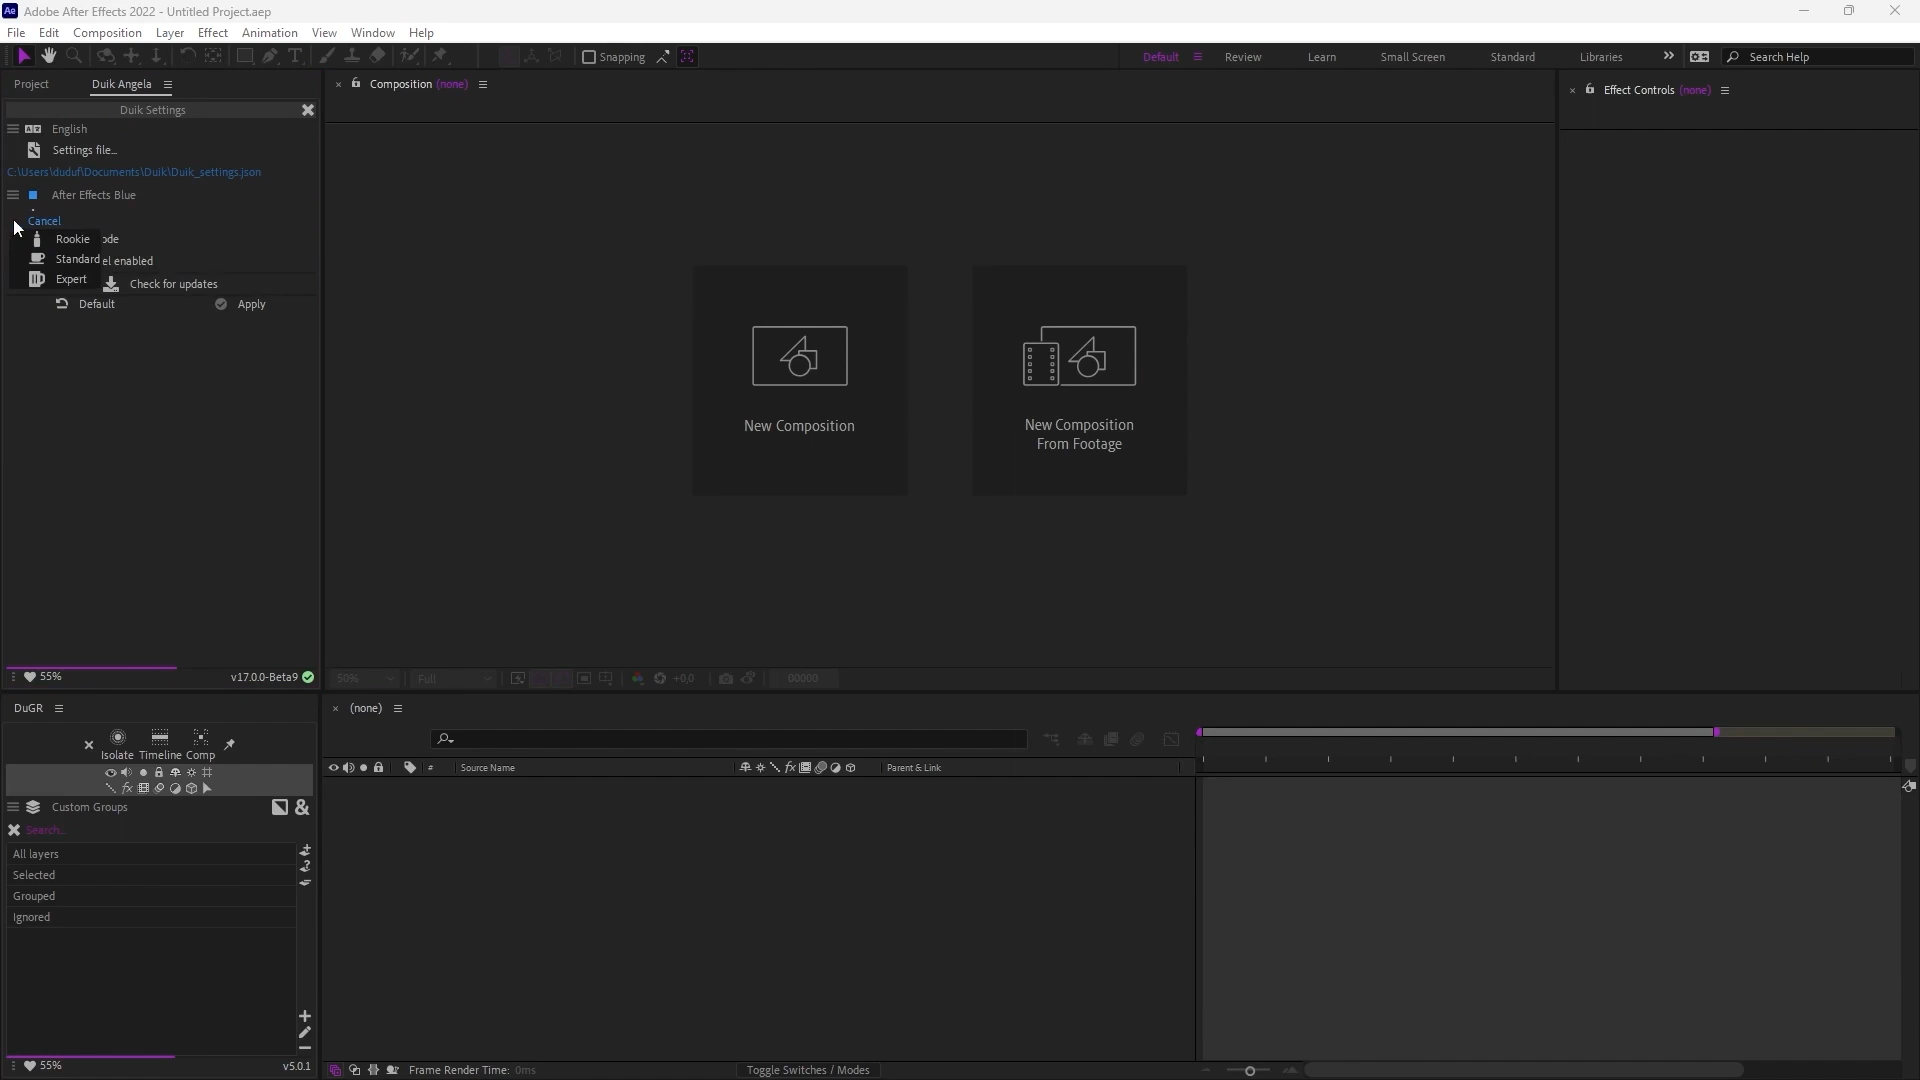 Ae Adobe After Effects 2022 - Untitled Project.aep
File Edit Composition Layer Effect Animation View Window Help
Snapping
Default Review Learn Small Screen Standard Libraries Search Help
Project Duik Angela
Composition (none)
Effect Controls (none)
Duik Settings
English
Settings file...
C:\Users\duduf\Documents\Duik\Duik_settings.json
After Effects Blue
Cancel
Rookie ode
Standard el enabled
Expert Check for updates
Default Apply
New Composition
New Composition
From Footage
55% v17.0.0-Beta9
50% Full +0,0 00000
DuGR
(none)
Isolate Timeline Comp
# Source Name Parent & Link
Custom Groups
Search...
All layers
Selected
Grouped
Ignored
55% v5.0.1
Frame Render Time: 0ms Toggle Switches / Modes